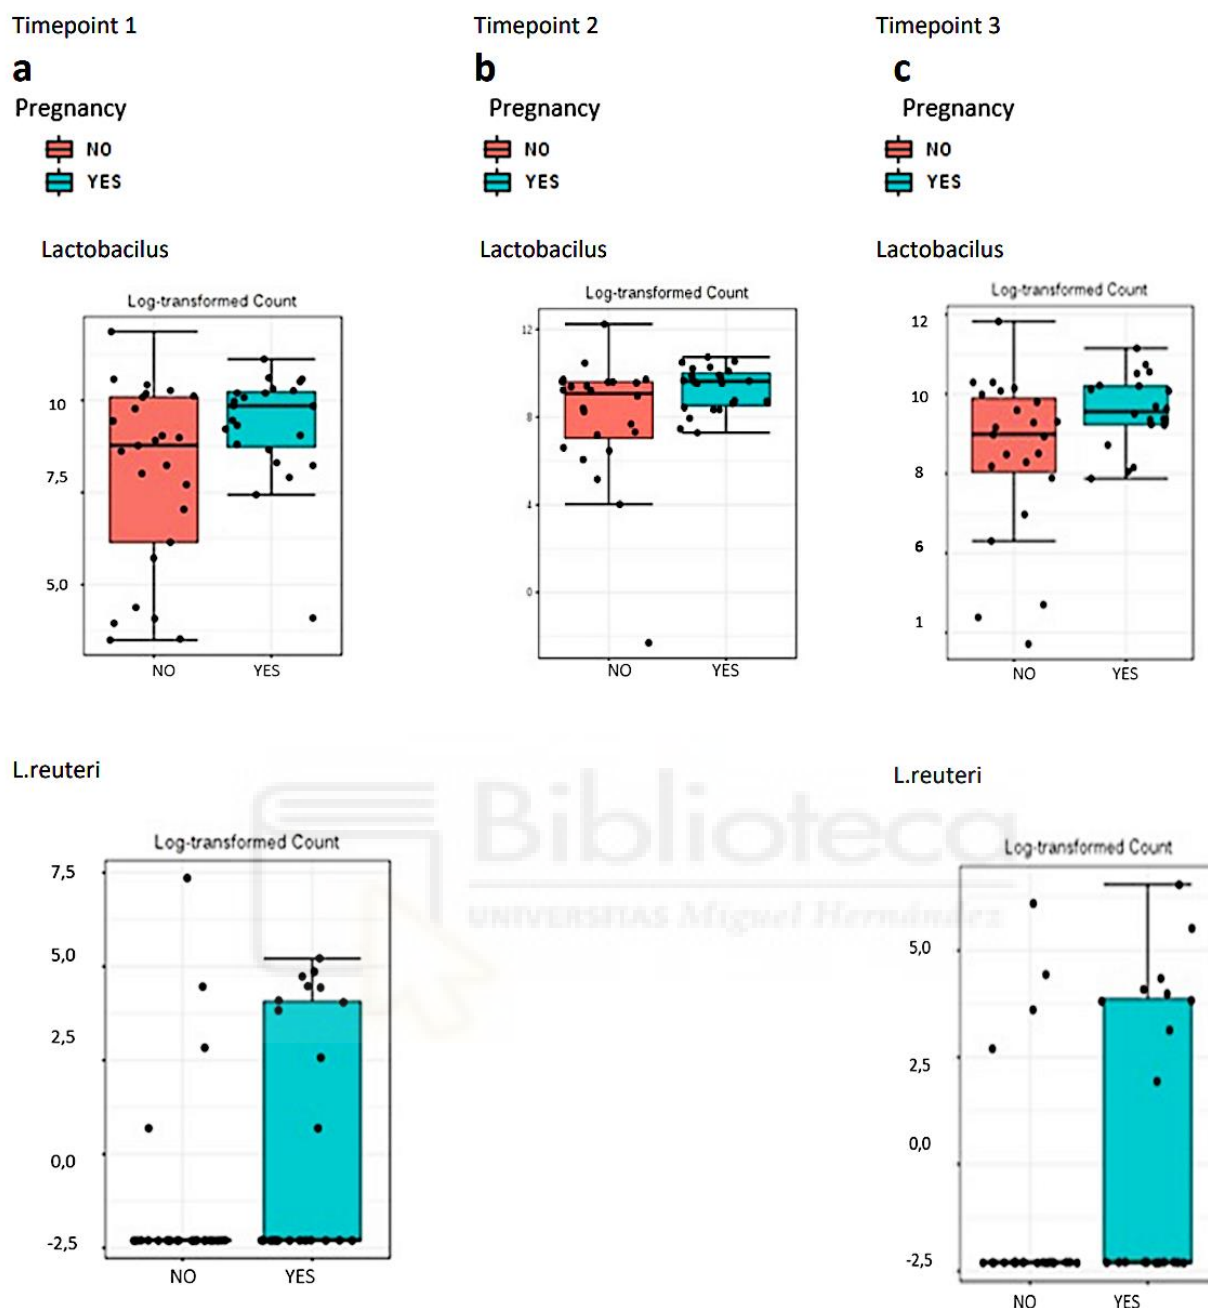 Timepoint 1
a
Pregnancy
NO
YES
Lactobacilus
Log-transformed Count
10
7,5
5,0
NO YES
Timepoint 2
b
Pregnancy
NO
YES
Lactobacilus
Log-transformed Count
12
8
4
0
NO YES
Timepoint 3
c
Pregnancy
NO
YES
Lactobacilus
Log-transformed Count
12
10
8
6
1
NO YES
L.reuteri
Log-transformed Count
7,5
5,0
2,5
0,0
-2,5
NO YES
L.reuteri
Log-transformed Count
5,0
2,5
0,0
-2,5
NO YES
Biblioteca
UNIVERSITAS Miguel Hernández